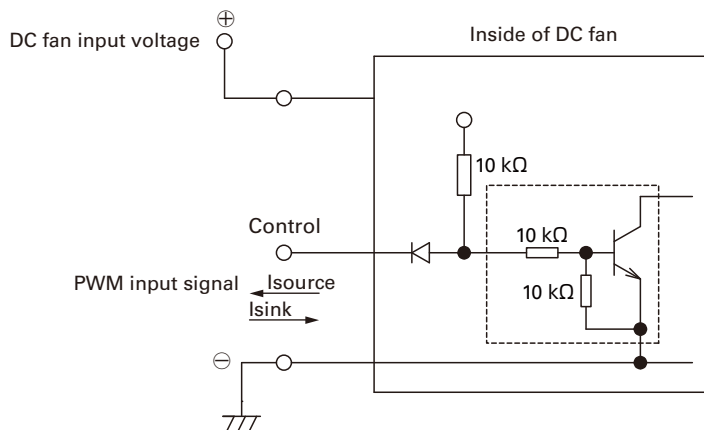 ⊕
DC fan input voltage
Inside of DC fan
10 kΩ
Control
10 kΩ
PWM input signal
Isource
10 kΩ
Isink
⊖